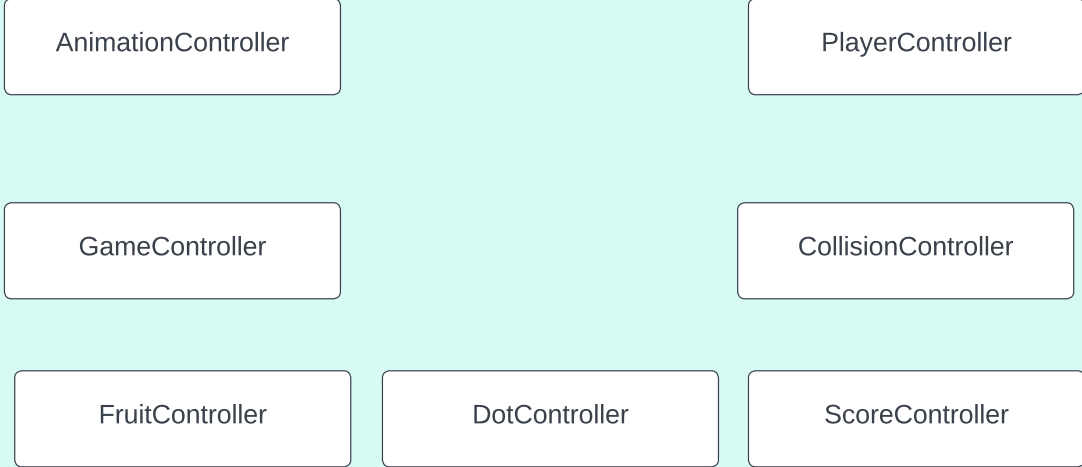 AnimationController
PlayerController
GameController
CollisionController
FruitController
DotController
ScoreController